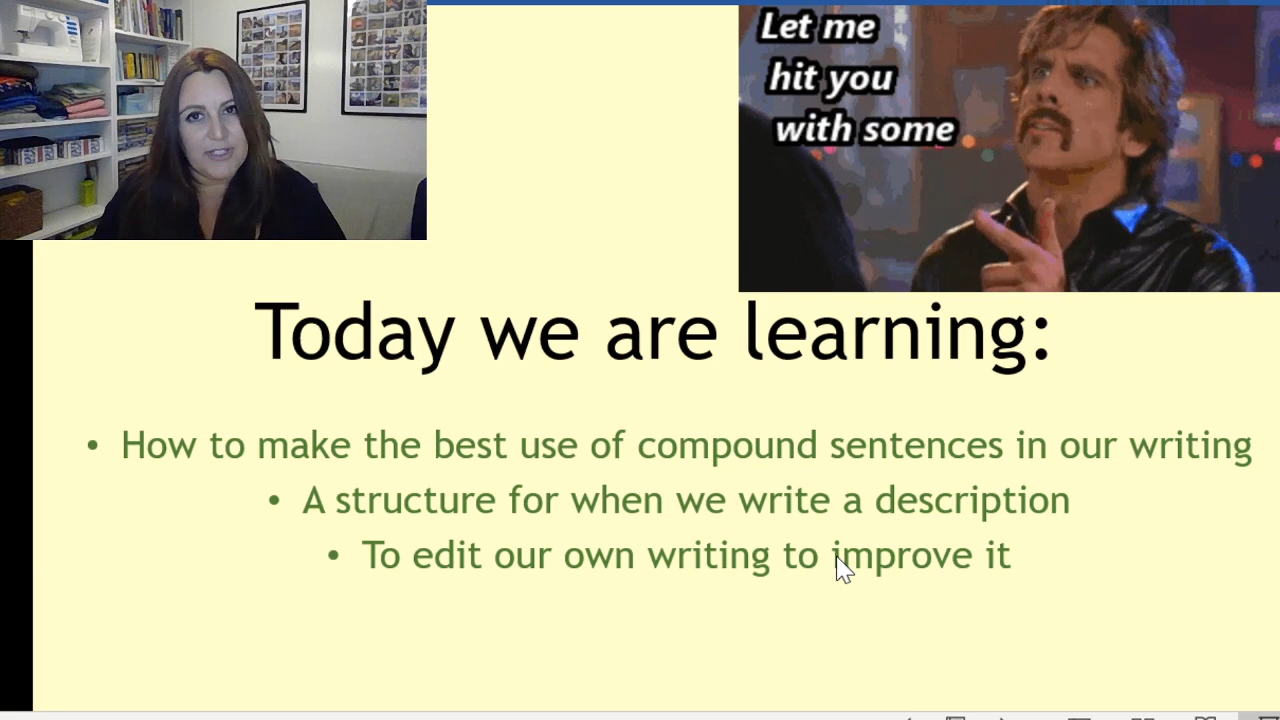 Let me
hit you
with some
Today we are learning:
• How to make the best use of compound sentences in our writing
• A structure for when we write a description
• To edit our own writing to improve it